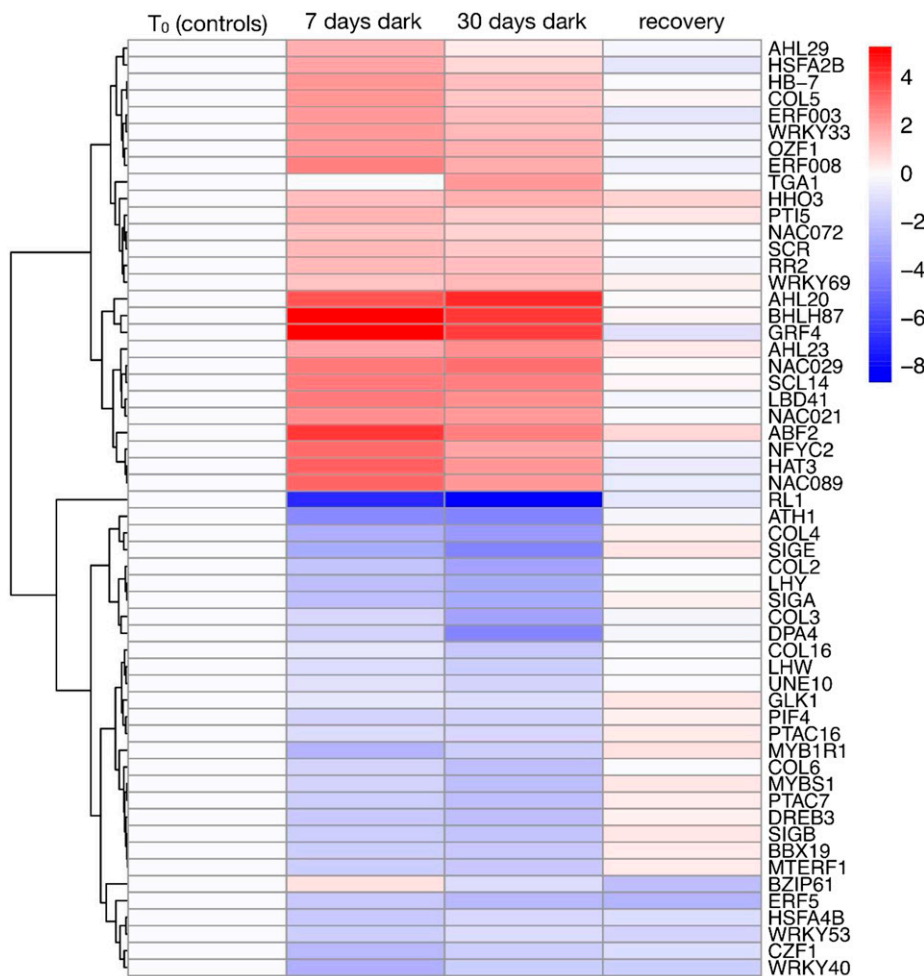 T0 (controls) 7 days dark 30 days dark recovery
AHL29
HSFA2B
HB-7
COL5
ERF003
WRKY33
OZF1
ERF008
TGA1
HHO3
PTI5
NAC072
SCR
RR2
WRKY69
AHL20
BHLH87
GRF4
AHL23
NAC029
SCL14
LBD41
NAC021
ABF2
NFYC2
HAT3
NAC089
RL1
ATH1
COL4
SIGE
COL2
LHY
SIGA
COL3
DPA4
COL16
LHW
UNE10
GLK1
PIF4
PTAC16
MYB1R1
COL6
MYBS1
PTAC7
DREB3
SIGB
BBX19
MTERF1
BZIP61
ERF5
HSFA4B
WRKY53
CZF1
WRKY40
4
2
0
−2
−4
−6
−8